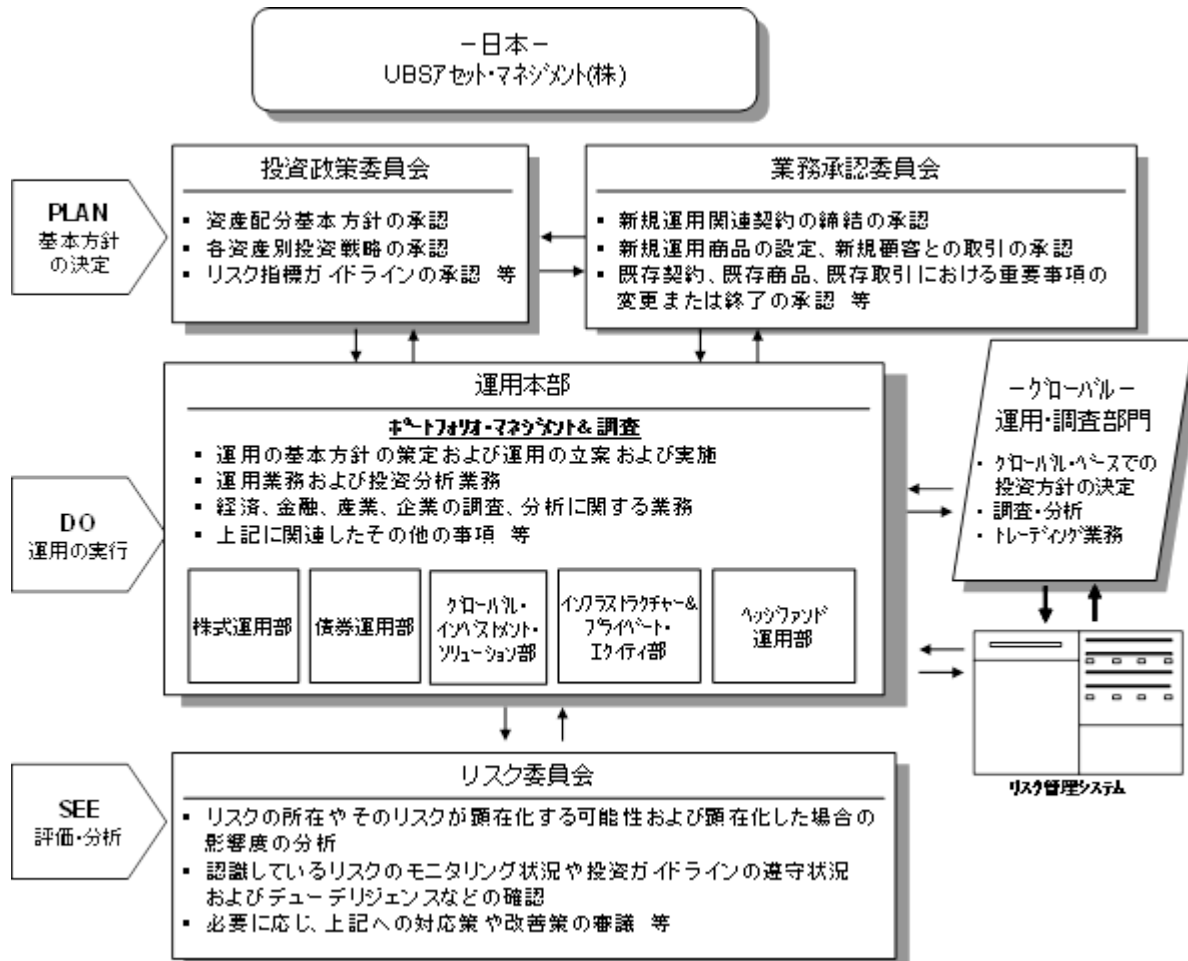 －日本－
UBSｱｾｯﾄ・ﾏﾈｼﾞﾒﾝﾄ(株)
PLAN
基本方針
の決定
投資政策委員会
▪ 資産配分基本方針の承認
▪ 各資産別投資戦略の承認
▪ リスク指標ガイドラインの承認 等
業務承認委員会
▪ 新規運用関連契約の締結の承認
▪ 新規運用商品の設定、新規顧客との取引の承認
▪ 既存契約、既存商品、既存取引における重要事項の
変更または終了の承認 等
DO
運用の実行
運用本部
ﾎﾟｰﾄﾌｫﾘｵ・ﾏﾈｼﾞﾒﾝﾄ& 調査
▪ 運用の基本方針の策定および運用の立案および実施
▪ 運用業務および投資分析業務
▪ 経済、金融、産業、企業の調査、分析に関する業務
▪ 上記に関連したその他の事項 等
株式運用部
債券運用部
ｸﾞﾛｰﾊﾞﾙ・
ｲﾝﾍﾞｽﾄﾒﾝﾄ・
ｿﾘｭｰｼｮﾝ部
ｲﾝﾌﾗｽﾄﾗｸﾁｬｰ&
ﾌﾟﾗｲﾍﾞｰﾄ・
ｴｸｲﾃｨ部
ﾍｯｼﾞﾌｧﾝﾄﾞ
運用部
－ｸﾞﾛｰﾊﾞﾙ－
運用・調査部門
・ｸﾞﾛｰﾊﾞﾙ・ﾍﾞｰｽでの
投資方針の決定
・調査・分析
・ﾄﾚｰﾃﾞｨﾝｸﾞ業務
リスク管理システム
SEE
評価・分析
リスク委員会
▪ リスクの所在やそのリスクが顕在化する可能性および顕在化した場合の
影響度の分析
▪ 認識しているリスクのモニタリング状況や投資ガイドラインの遵守状況
およびデューデリジェンスなどの確認
▪ 必要に応じ、上記への対応策や改善策の審議 等